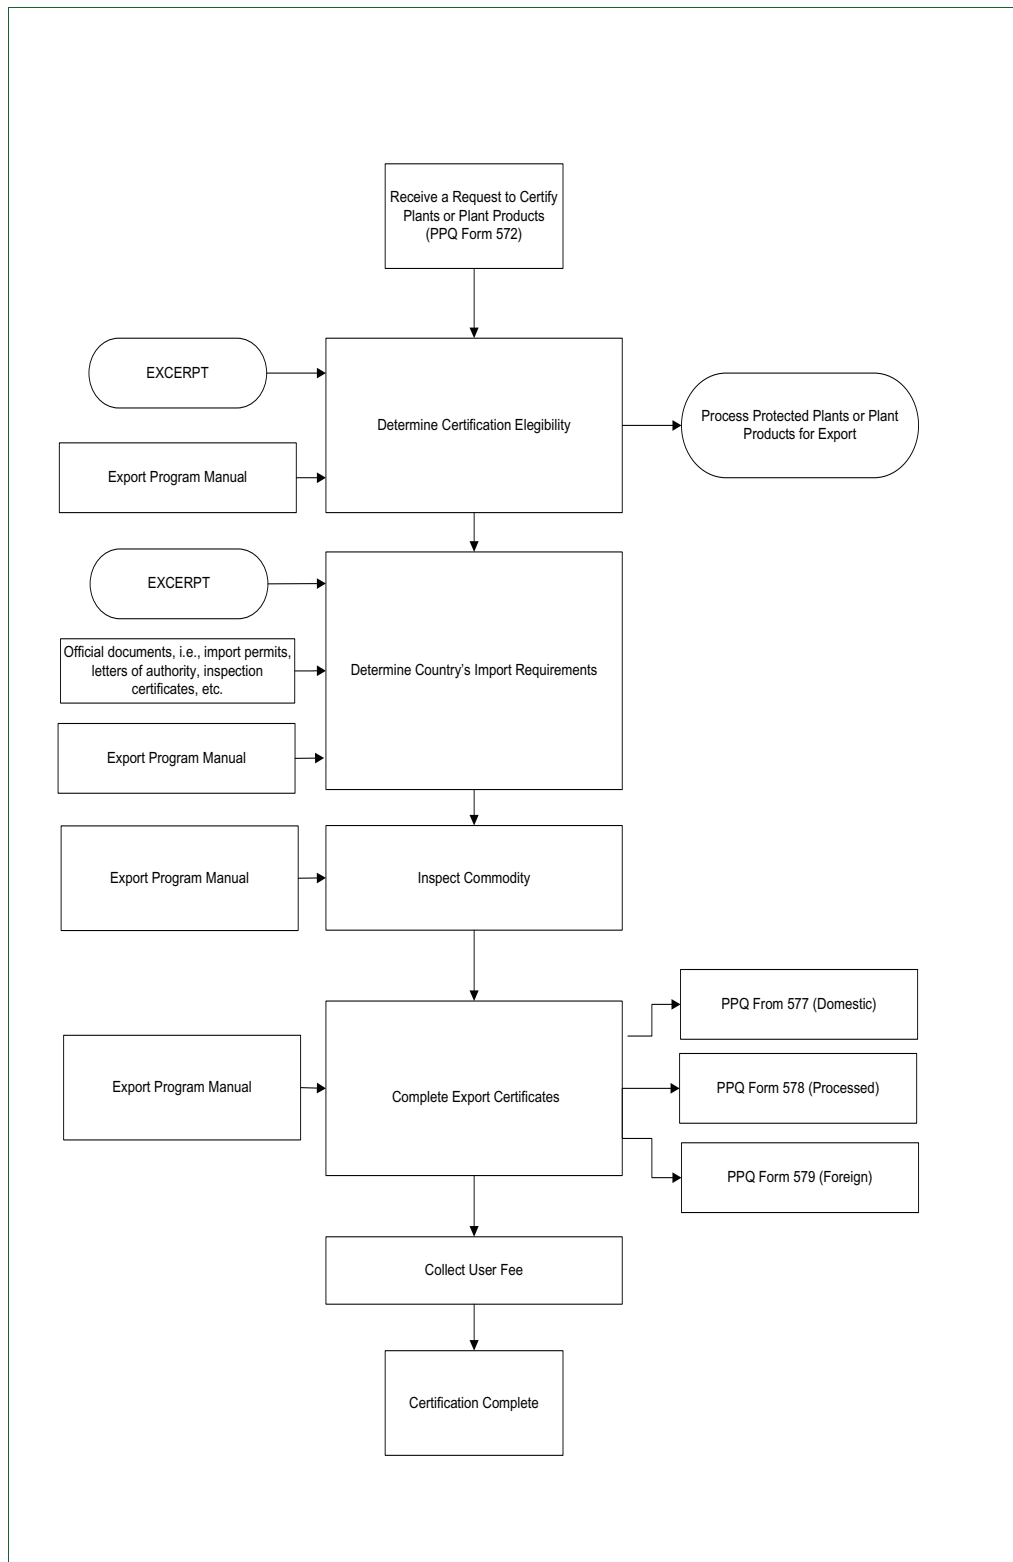 Receive a Request to Certify
Plants or Plant Products
(PPQ Form 572)
EXCERPT
Determine Certification Elegibility
Process Protected Plants or Plant
Products for Export
Export Program Manual
EXCERPT
Official documents, i.e., import permits,
letters of authority, inspection
certificates, etc.
Determine Country's Import Requirements
Export Program Manual
Export Program Manual
Inspect Commodity
PPQ From 577 (Domestic)
Export Program Manual
Complete Export Certificates
PPQ Form 578 (Processed)
PPQ Form 579 (Foreign)
Collect User Fee
Certification Complete